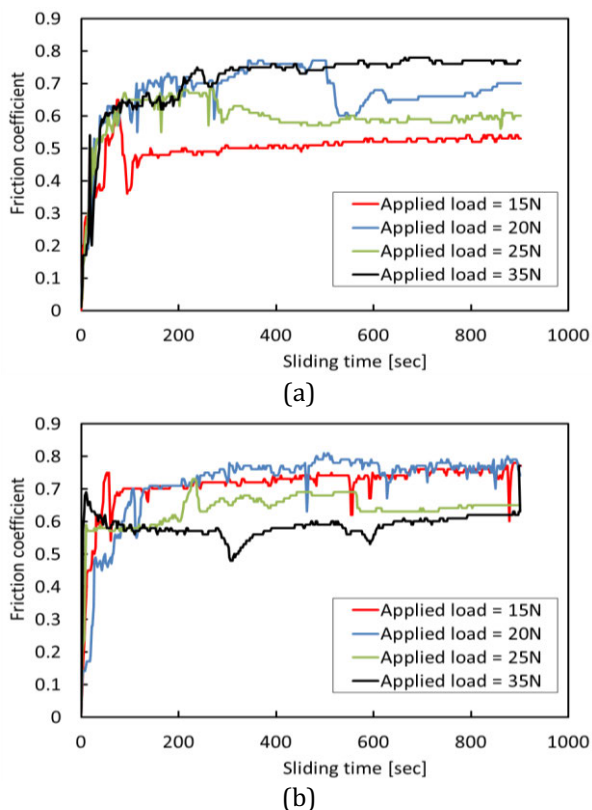 Friction coefficient
0.9
0.8
0.7
0.6
0.5
0.4
0.3
0.2
0.1
0
Applied load = 15N
Applied load = 20N
Applied load = 25N
Applied load = 35N
0 200 400 600 800 1000
Sliding time [sec]
(a)
Friction coefficient
0.9
0.8
0.7
0.6
0.5
0.4
0.3
0.2
0.1
0
Applied load = 15N
Applied load = 20N
Applied load = 25N
Applied load = 35N
0 200 400 600 800 1000
Sliding time [sec]
(b)